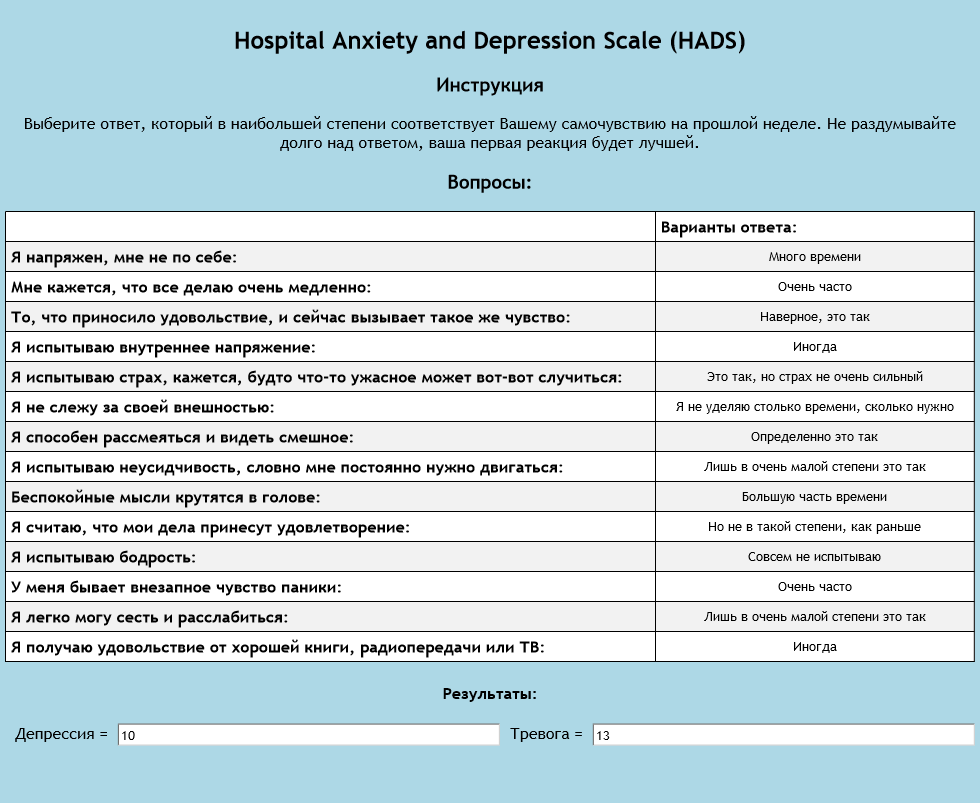 Hospital Anxiety and Depression Scale (HADS)
Инструкция
Выберите ответ, который в наибольшей степени соответствует Вашему самочувствию на прошлой неделе. Не раздумывайте
долго над ответом, ваша первая реакция будет лучшей.
Вопросы:
Варианты ответа:
Я напряжен, мне не по себе: Много времени
Мне кажется, что все делаю очень медленно: Очень часто
То, что приносило удовольствие, и сейчас вызывает такое же чувство: Наверное, это так
Я испытываю внутреннее напряжение: Иногда
Я испытываю страх, кажется, будто что-то ужасное может вот-вот случиться: Это так, но страх не очень сильный
Я не слежу за своей внешностью: Я не уделяю столько времени, сколько нужно
Я способен рассмеяться и видеть смешное: Определенно это так
Я испытываю неусидчивость, словно мне постоянно нужно двигаться: Лишь в очень малой степени это так
Беспокойные мысли крутятся в голове: Большую часть времени
Я считаю, что мои дела принесут удовлетворение: Но не в такой степени, как раньше
Я испытываю бодрость: Совсем не испытываю
У меня бывает внезапное чувство паники: Очень часто
Я легко могу сесть и расслабиться: Лишь в очень малой степени это так
Я получаю удовольствие от хорошей книги, радиопередачи или ТВ: Иногда
Результаты:
Депрессия = 10 Тревога = 13